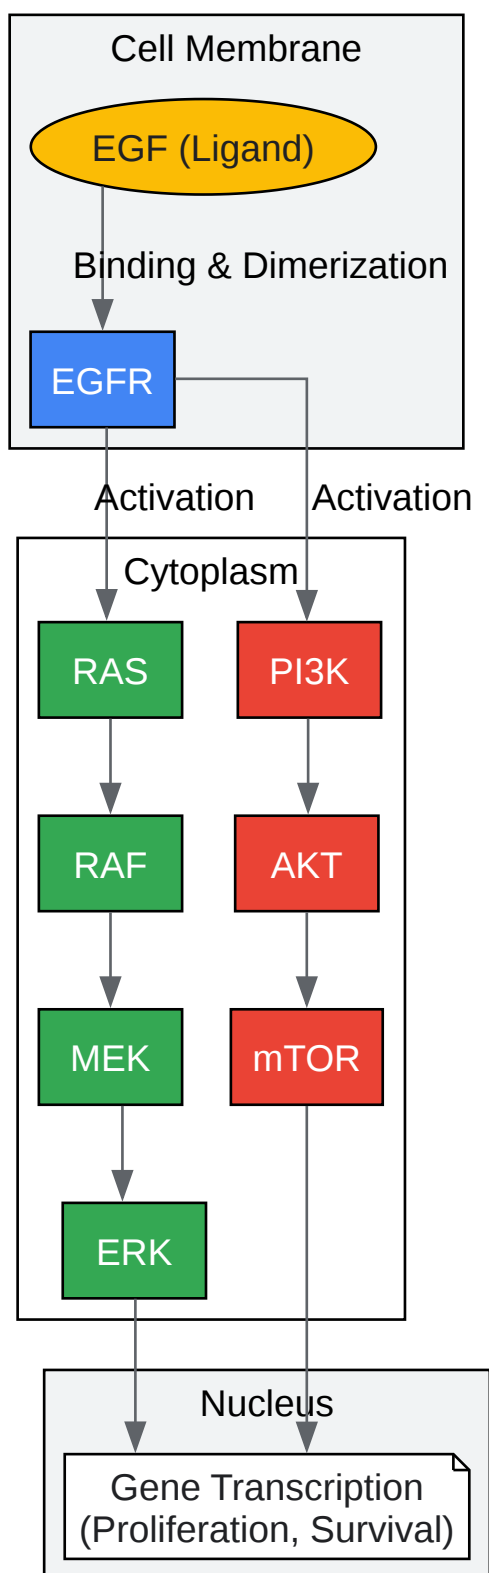 Cell Membrane
EGF (Ligand)
Binding & Dimerization
EGFR
Activation
Activation
Cytoplasm
RAS
PI3K
RAF
AKT
MEK
mTOR
ERK
Nucleus
Gene Transcription
(Proliferation, Survival)